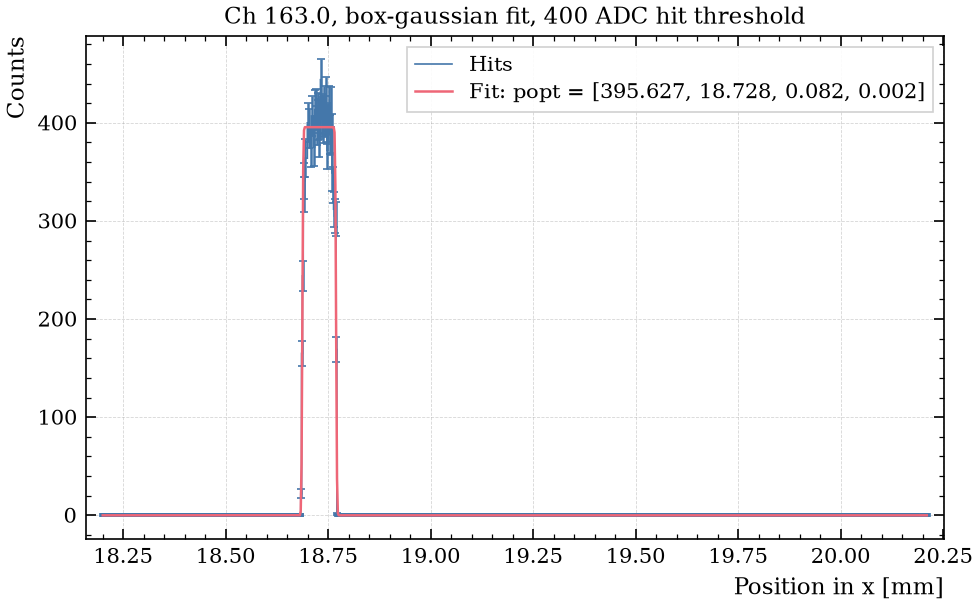 Ch 163.0, box-gaussian fit, 400 ADC hit threshold
Counts
Hits
Fit: popt = [395.627, 18.728, 0.082, 0.002]
400
300
200
100
0
18.25 18.50 18.75 19.00 19.25 19.50 19.75 20.00 20.25
Position in x [mm]